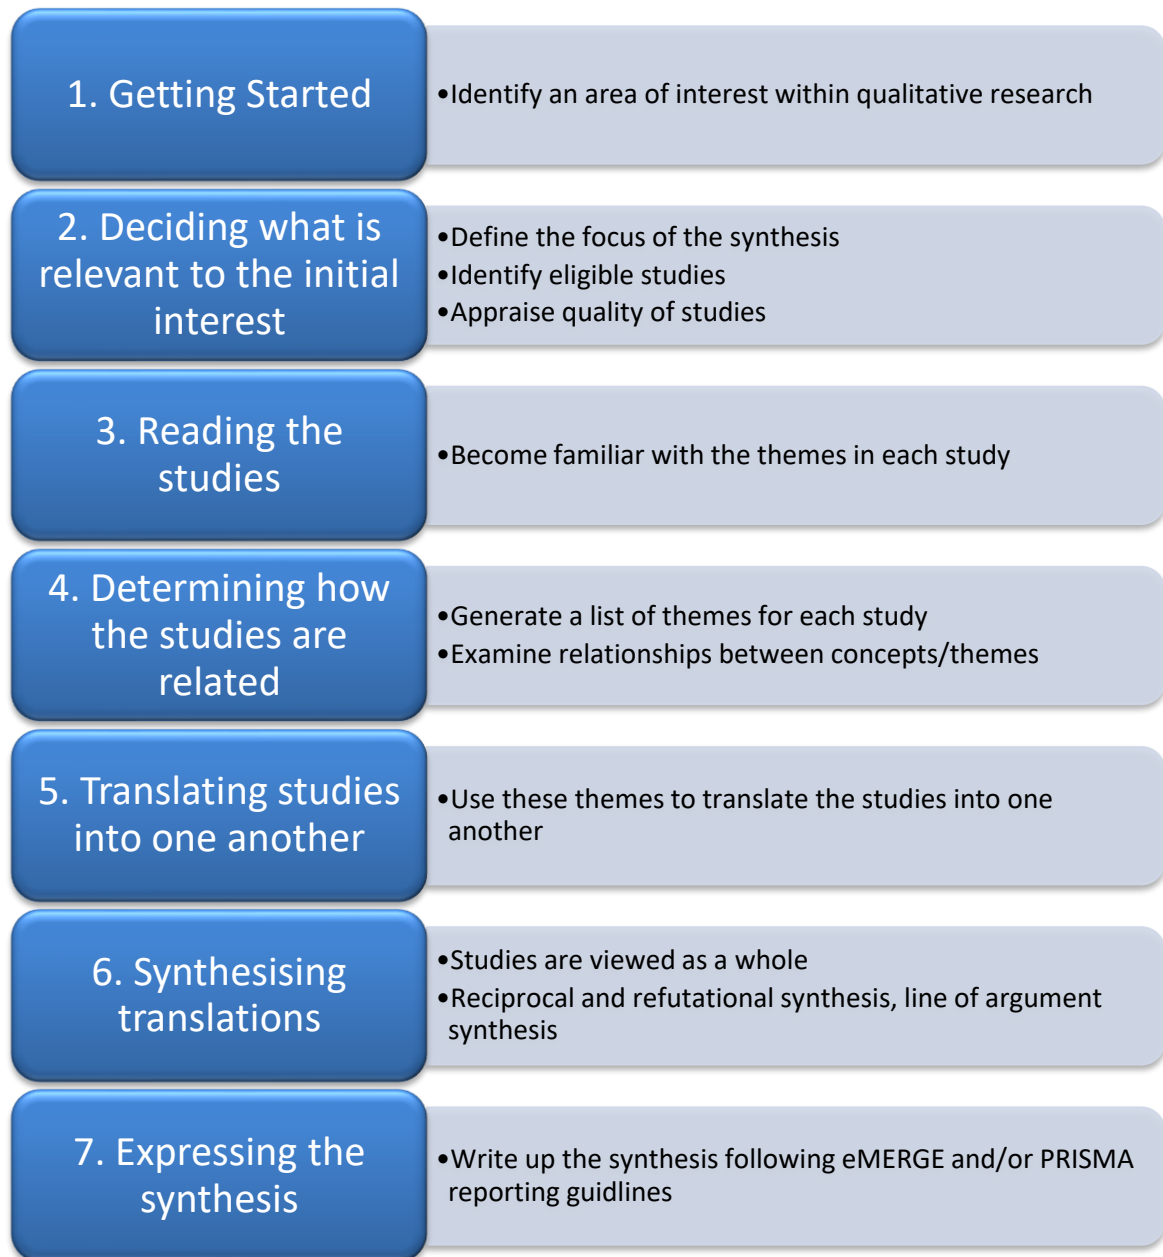 1. Getting Started
•Identify an area of interest within qualitative research
2. Deciding what is
relevant to the initial
interest
•Define the focus of the synthesis
•Identify eligible studies
•Appraise quality of studies
3. Reading the
studies
•Become familiar with the themes in each study
4. Determining how
the studies are
related
•Generate a list of themes for each study
•Examine relationships between concepts/themes
5. Translating studies
into one another
•Use these themes to translate the studies into one
another
6. Synthesising
translations
•Studies are viewed as a whole
•Reciprocal and refutational synthesis, line of argument
synthesis
7. Expressing the
synthesis
•Write up the synthesis following eMERGE and/or PRISMA
reporting guidlines